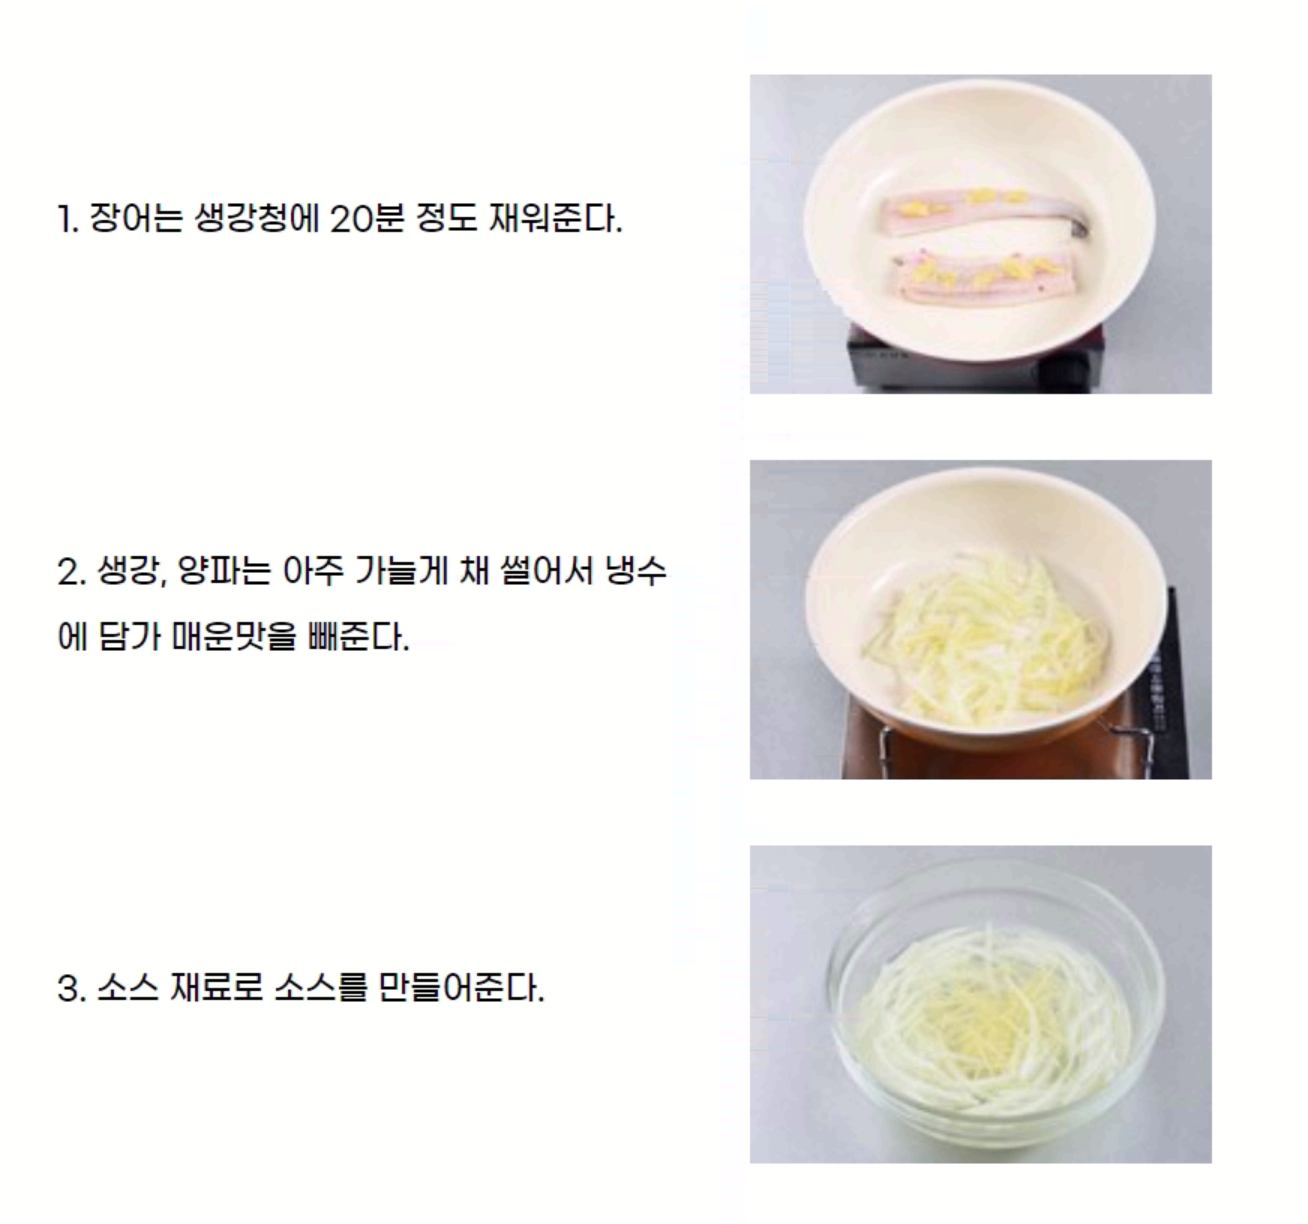 1. 장어는 생강청에 20분 정도 재워준다.
2. 생강, 양파는 아주 가늘게 채 썰어서 냉수
에 담가 매운맛을 빼준다.
3. 소스 재료로 소스를 만들어준다.